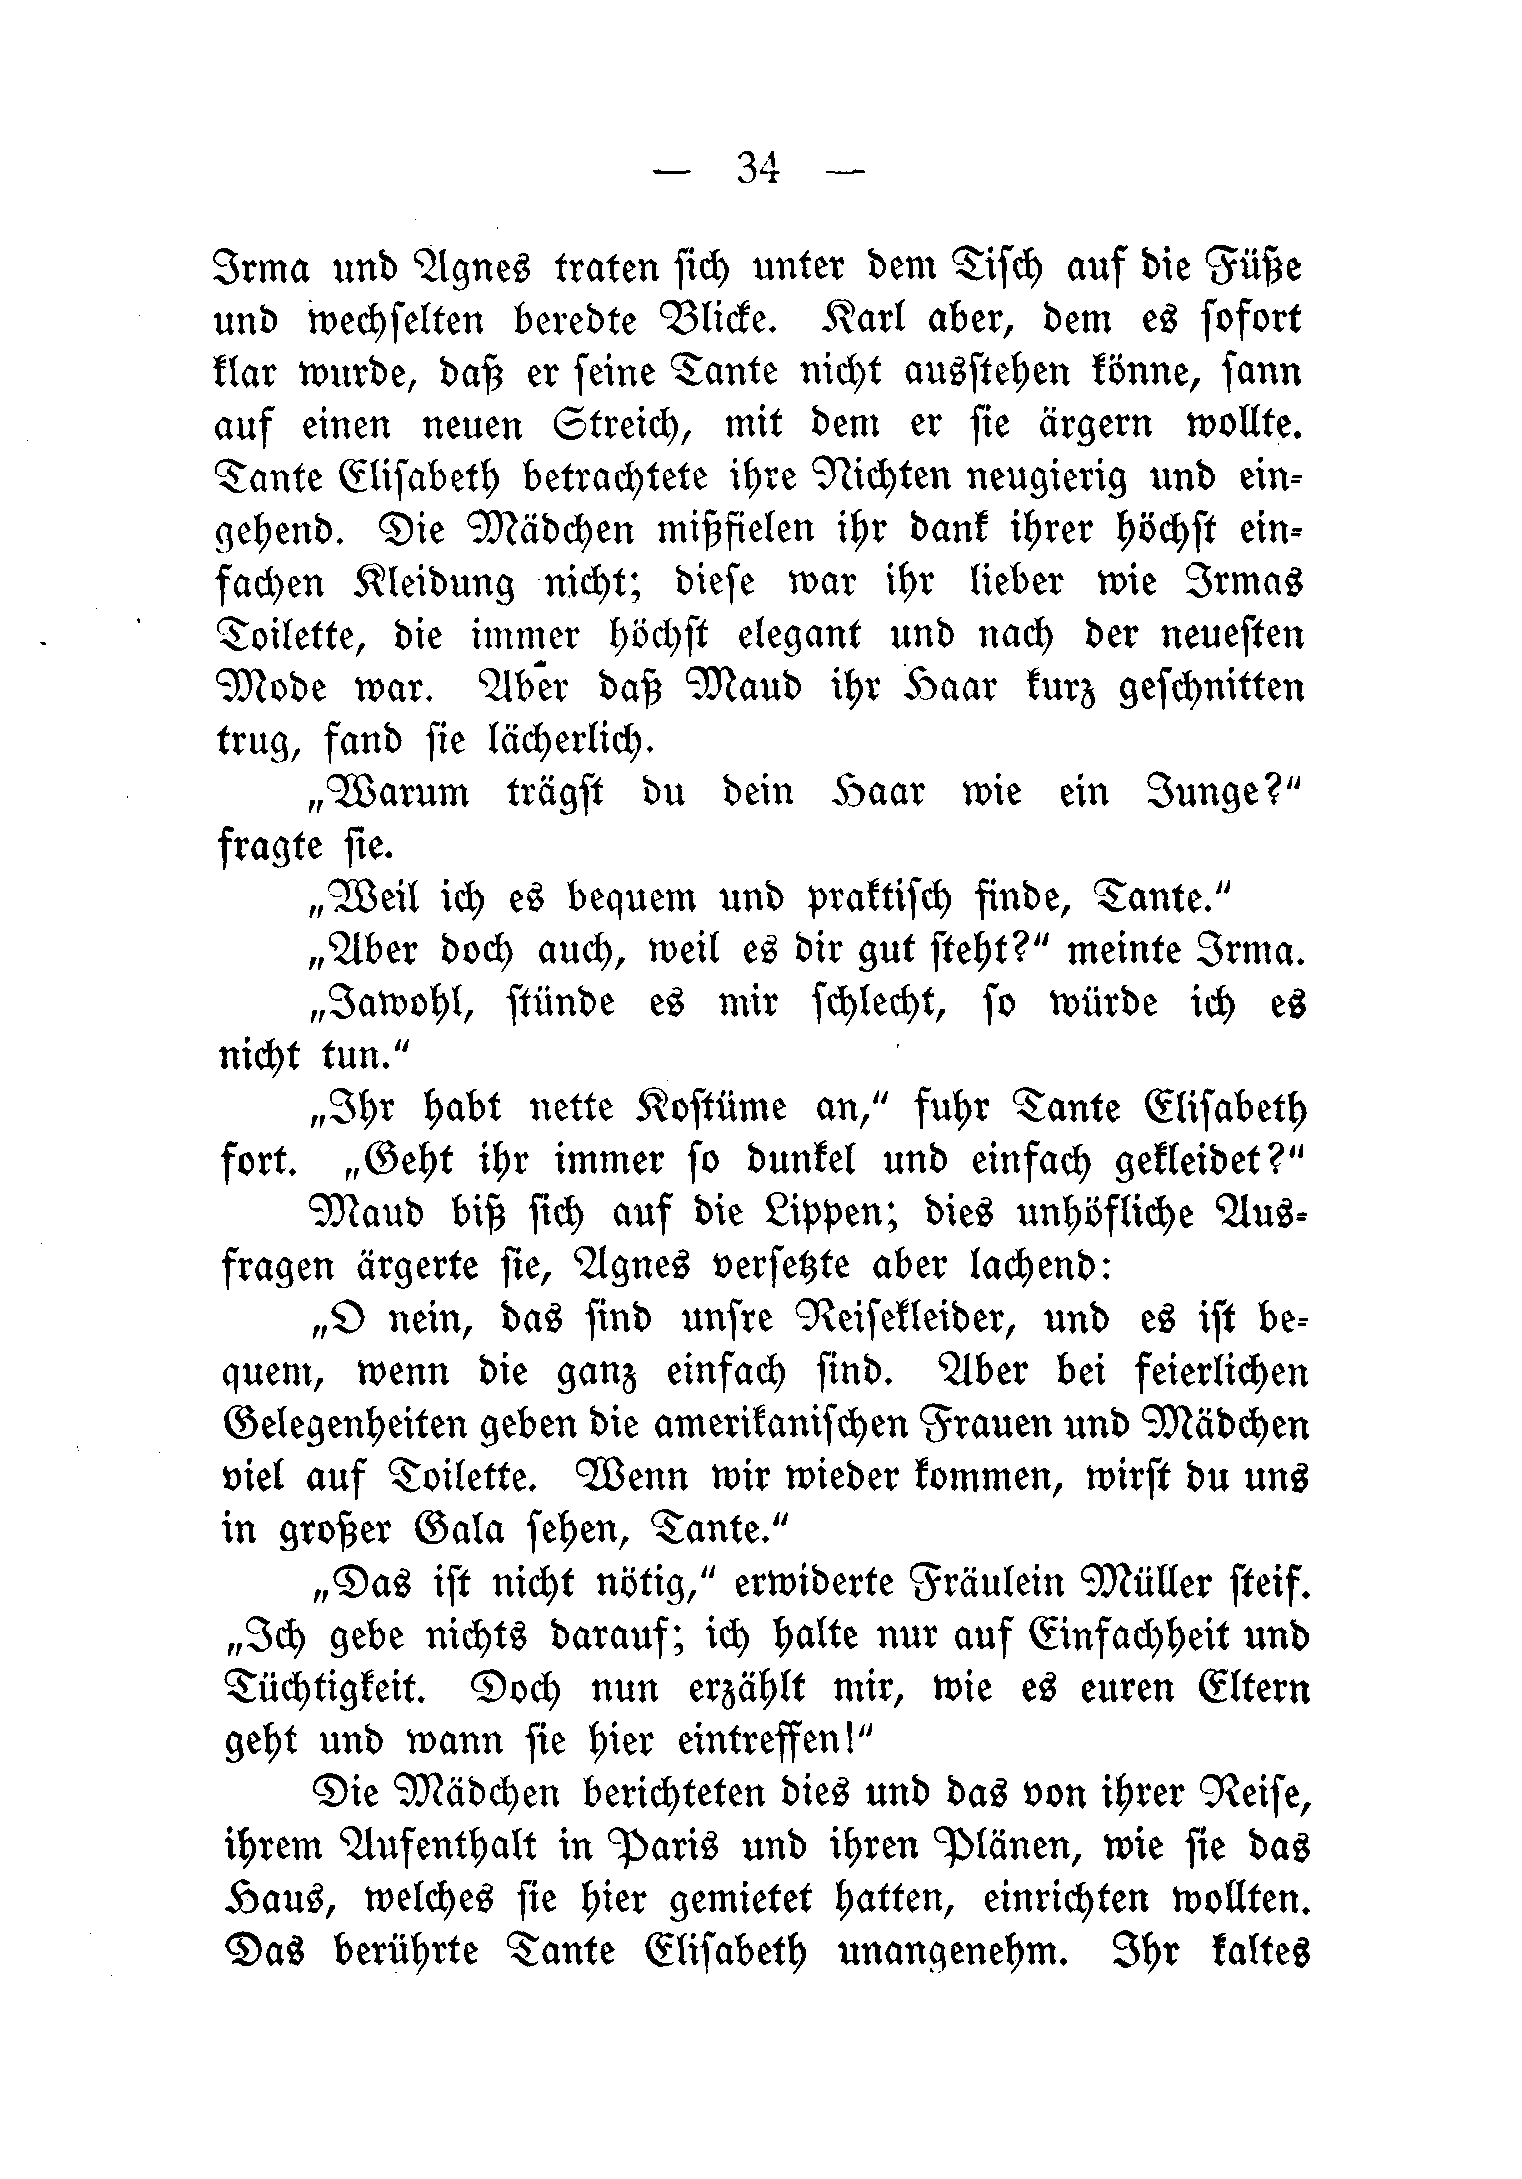 — 34 —
Irma und Agnes traten sich unter dem Tisch auf die Füße
und wechselten beredte Blicke. Karl aber, dem es sofort
klar wurde, daß er seine Tante nicht ausstehen könne, sann
auf einen neuen Streich, mit dem er sie ärgern wollte.
Tante Elisabeth betrachtete ihre Nichten neugierig und ein-
gehend. Die Mädchen mißfielen ihr dank ihrer höchst ein-
fachen Kleidung nicht; diese war ihr lieber wie Irmas
Toilette, die immer höchst elegant und nach der neuesten
Mode war. Aber daß Maud ihr Haar kurz geschnitten
trug, fand sie lächerlich.
„Warum trägst du dein Haar wie ein Junge?“
fragte sie.
„Weil ich es bequem und praktisch finde, Tante.“
„Aber doch auch, weil es dir gut steht?“ meinte Irma.
„Jawohl, stünde es mir schlecht, so würde ich es
nicht tun.“
„Ihr habt nette Kostüme an,“ fuhr Tante Elisabeth
fort. „Geht ihr immer so dunkel und einfach gekleidet?“
Maud biß sich auf die Lippen; dies unhöfliche Aus-
fragen ärgerte sie, Agnes versetzte aber lachend:
„O nein, das sind unsre Reisekleider, und es ist be-
quem, wenn die ganz einfach sind. Aber bei feierlichen
Gelegenheiten geben die amerikanischen Frauen und Mädchen
viel auf Toilette. Wenn wir wieder kommen, wirst du uns
in großer Gala sehen, Tante.“
„Das ist nicht nötig,“ erwiderte Fräulein Müller steif.
„Ich gebe nichts darauf; ich halte nur auf Einfachheit und
Tüchtigkeit. Doch nun erzählt mir, wie es euren Eltern
geht und wann sie hier eintreffen!“
Die Mädchen berichteten dies und das von ihrer Reise,
ihrem Aufenthalt in Paris und ihren Plänen, wie sie das
Haus, welches sie hier gemietet hatten, einrichten wollten.
Das berührte Tante Elisabeth unangenehm. Ihr kaltes